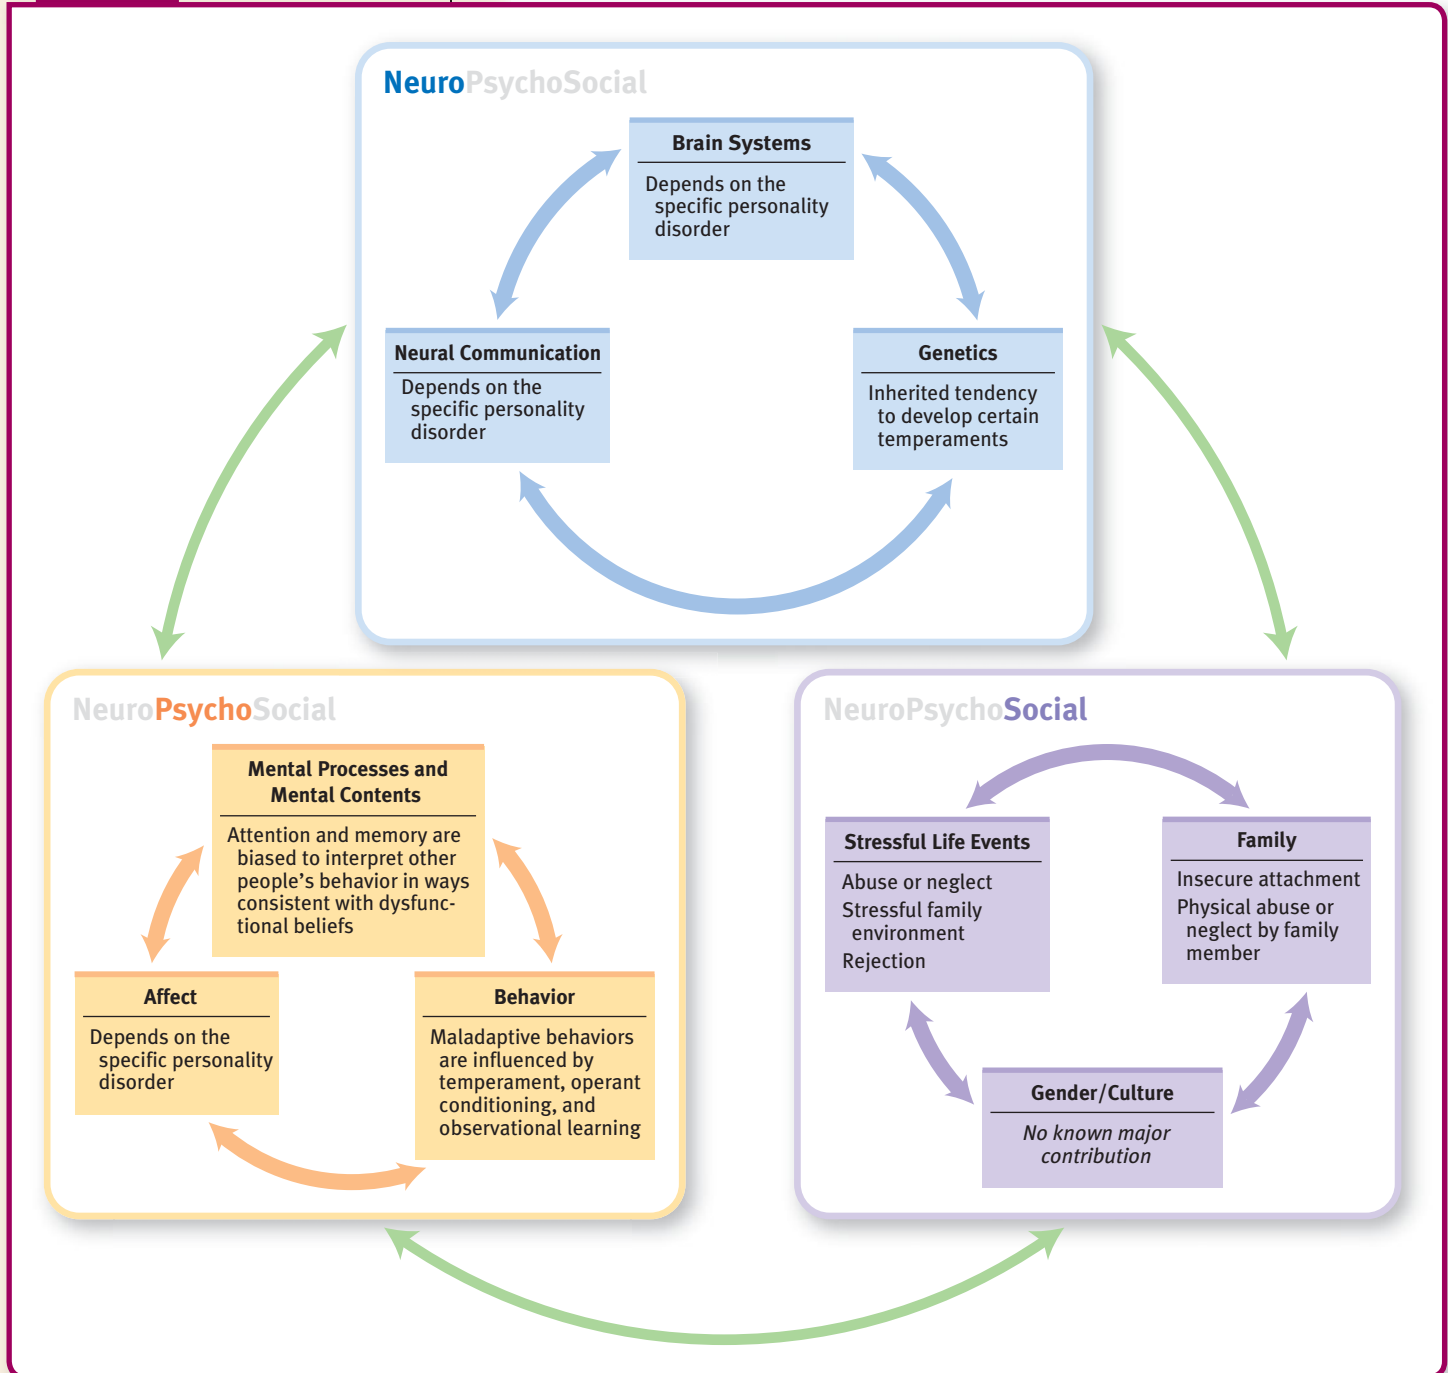 NeuroPsychoSocial
Brain Systems
Depends on the
specific personality
disorder
Neural Communication
Depends on the
specific personality
disorder
Genetics
Inherited tendency
to develop certain
temperaments
NeuroPsychoSocial
Mental Processes and
Mental Contents
Attention and memory are
biased to interpret other
people’s behavior in ways
consistent with dysfunc-
tional beliefs
Affect
Depends on the
specific personality
disorder
Behavior
Maladaptive behaviors
are influenced by
temperament, operant
conditioning, and
observational learning
NeuroPsychoSocial
Stressful Life Events
Abuse or neglect
Stressful family
environment
Rejection
Family
Insecure attachment
Physical abuse or
neglect by family
member
Gender/Culture
No known major
contribution